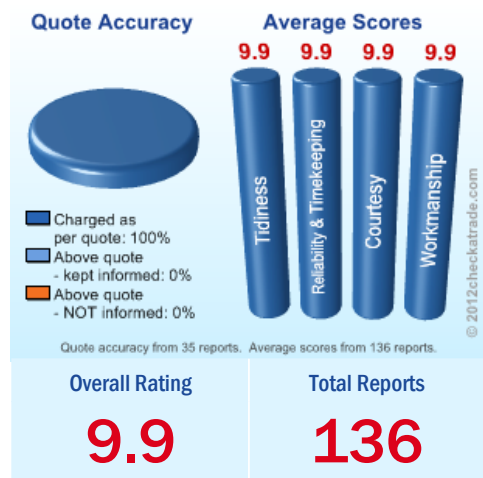 Quote Accuracy
Average Scores
9.9 9.9 9.9 9.9
Tidiness
Reliability & Timekeeping
Courtesy
Workmanship
Charged as
per quote: 100%
Above quote
- kept informed: 0%
Above quote
- NOT informed: 0%
© 2012checkatrade.com
Quote accuracy from 35 reports. Average scores from 136 reports.
Overall Rating
9.9
Total Reports
136